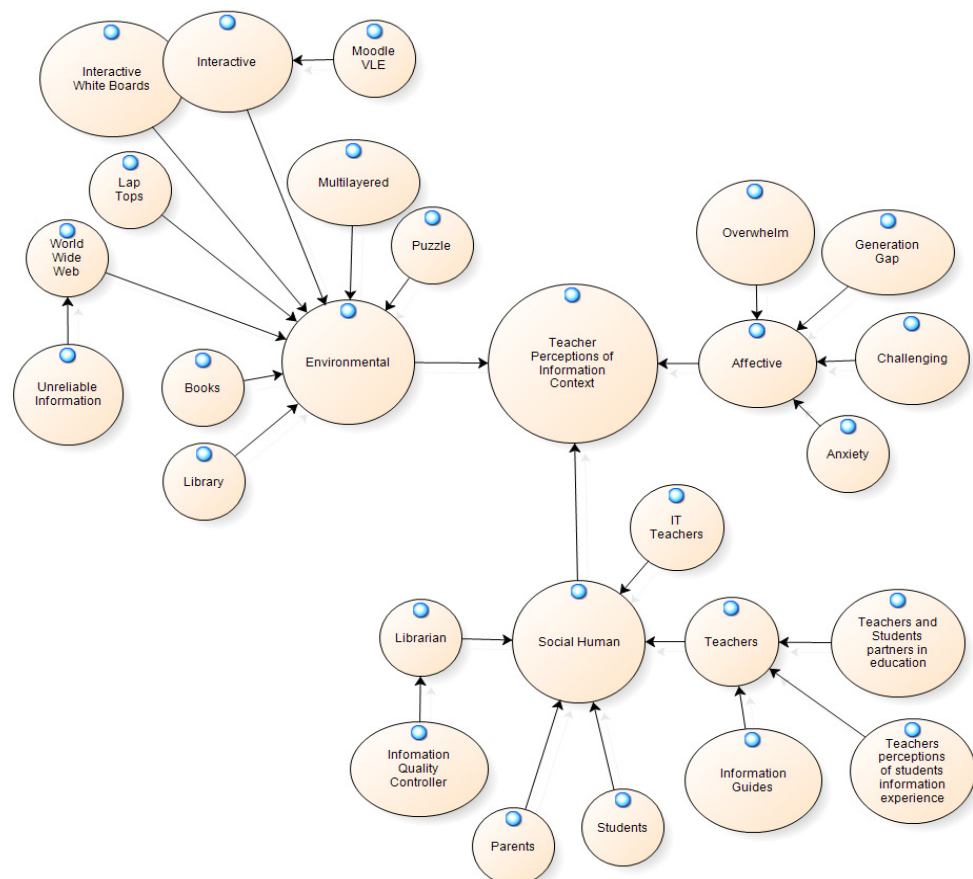 Interactive
White Boards
Interactive
Moodle
VLE
Lap
Tops
Multilayered
Puzzle
World
Wide
Web
Unreliable
Information
Books
Library
Environmental
Teacher
Perceptions of
Information
Context
Overwhelm
Generation
Gap
Affective
Challenging
Anxiety
IT
Teachers
Librarian
Social Human
Teachers
Teachers and
Students
partners in
education
Infomation
Quality
Controller
Parents
Students
Information
Guides
Teachers
perceptions
of students
information
experience